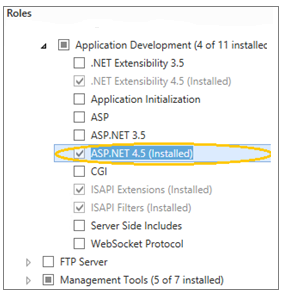 Roles
Application Development (4 of 11 installed
.NET Extensibility 3.5
.NET Extensibility 4.5 (Installed)
Application Initialization
ASP
ASP.NET 3.5
ASP.NET 4.5 (Installed)
CGI
ISAPI Extensions (Installed)
ISAPI Filters (Installed)
Server Side Includes
WebSocket Protocol
FTP Server
Management Tools (5 of 7 installed)